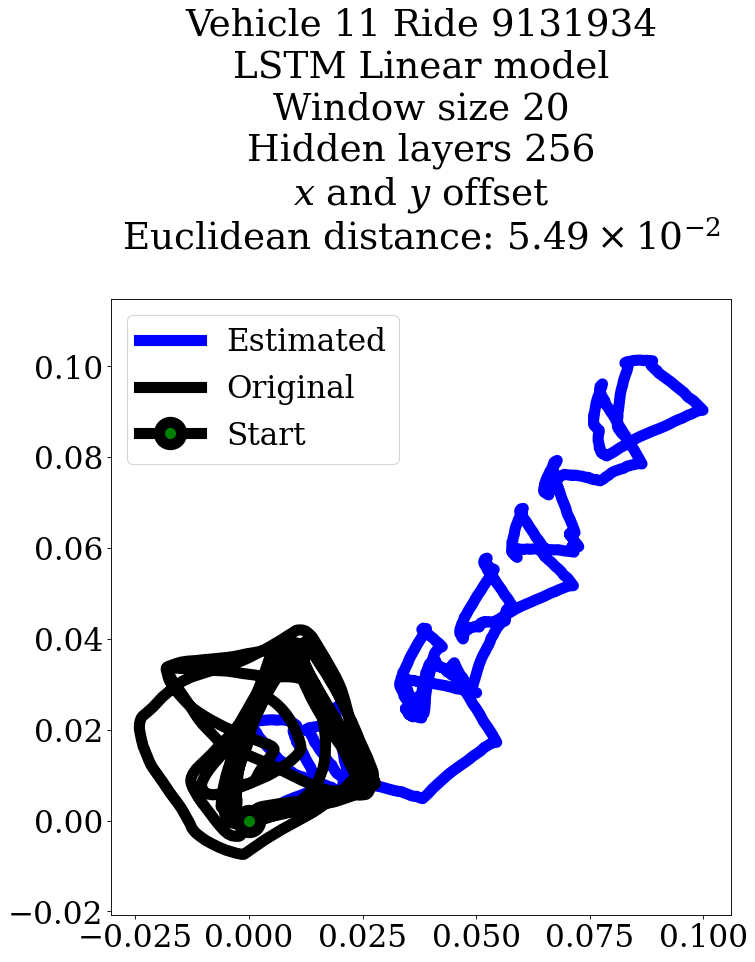 Vehicle 11 Ride 9131934
LSTM Linear model
Window size 20
Hidden layers 256
x and y offset
Euclidean distance: 5.49 × 10⁻²
Estimated
Original
Start
0.10
0.08
0.06
0.04
0.02
0.00
−0.02
−0.025 0.000 0.025 0.050 0.075 0.100